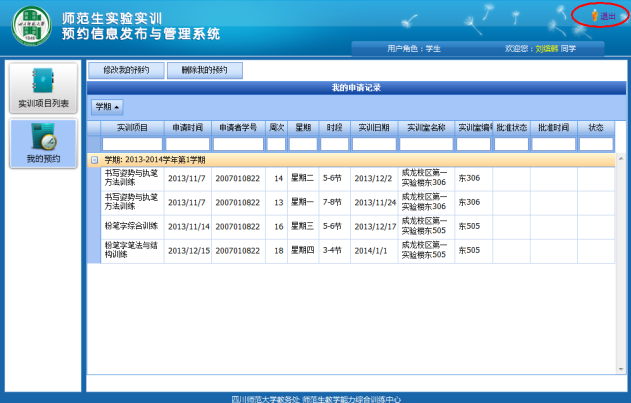 师范生实验实训
预约信息发布与管理系统
退出
用户角色：学生 欢迎您： 同学
实训项目列表
我的预约
修改我的预约 删除我的预约
我的申请记录
学期
实训项目 申请时间 申请者学号 周次 星期 时段 实训日期 实训室名称 实训室编号 批准状态 批准时间 状态
学期: 2013-2014学年第1学期
书写姿势与执笔
方法训练 2013/11/7 2007010822 14 星期二 5-6节 2013/12/2 成龙校区第一
实验楼东306 东306
书写姿势与执笔
方法训练 2013/11/7 2007010822 13 星期一 7-8节 2013/11/24 成龙校区第一
实验楼东306 东306
粉笔字综合训练 2013/11/14 2007010822 16 星期三 5-6节 2013/12/17 成龙校区第一
实验楼东505 东505
粉笔字笔法与结
构训练 2013/12/15 2007010822 18 星期四 3-4节 2014/1/1 成龙校区第一
实验楼东505 东505
四川师范大学教务处 师范生教学能力综合训练中心